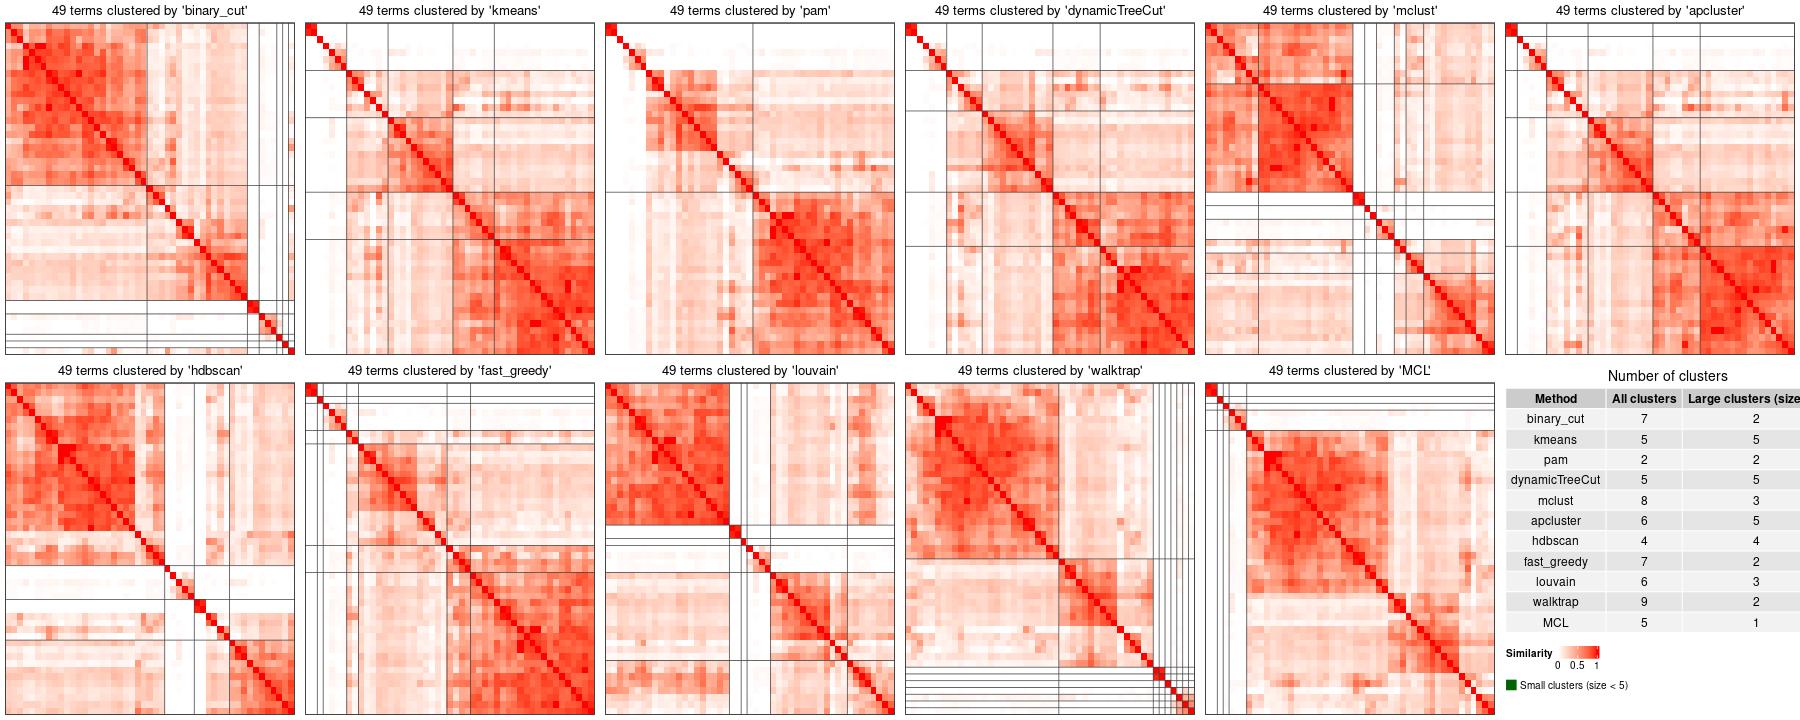 49 terms clustered by 'binary_cut'
49 terms clustered by 'kmeans'
49 terms clustered by 'pam'
49 terms clustered by 'dynamicTreeCut'
49 terms clustered by 'mclust'
49 terms clustered by 'apcluster'
49 terms clustered by 'hdbscan'
49 terms clustered by 'fast_greedy'
49 terms clustered by 'louvain'
49 terms clustered by 'walktrap'
49 terms clustered by 'MCL'
Number of clusters
Method All clusters Large clusters (size
binary_cut 7 2
kmeans 5 5
pam 2 2
dynamicTreeCut 5 5
mclust 8 3
apcluster 6 5
hdbscan 4 4
fast_greedy 7 2
louvain 6 3
walktrap 9 2
MCL 5 1
Similarity
0 0.5 1
Small clusters (size < 5)